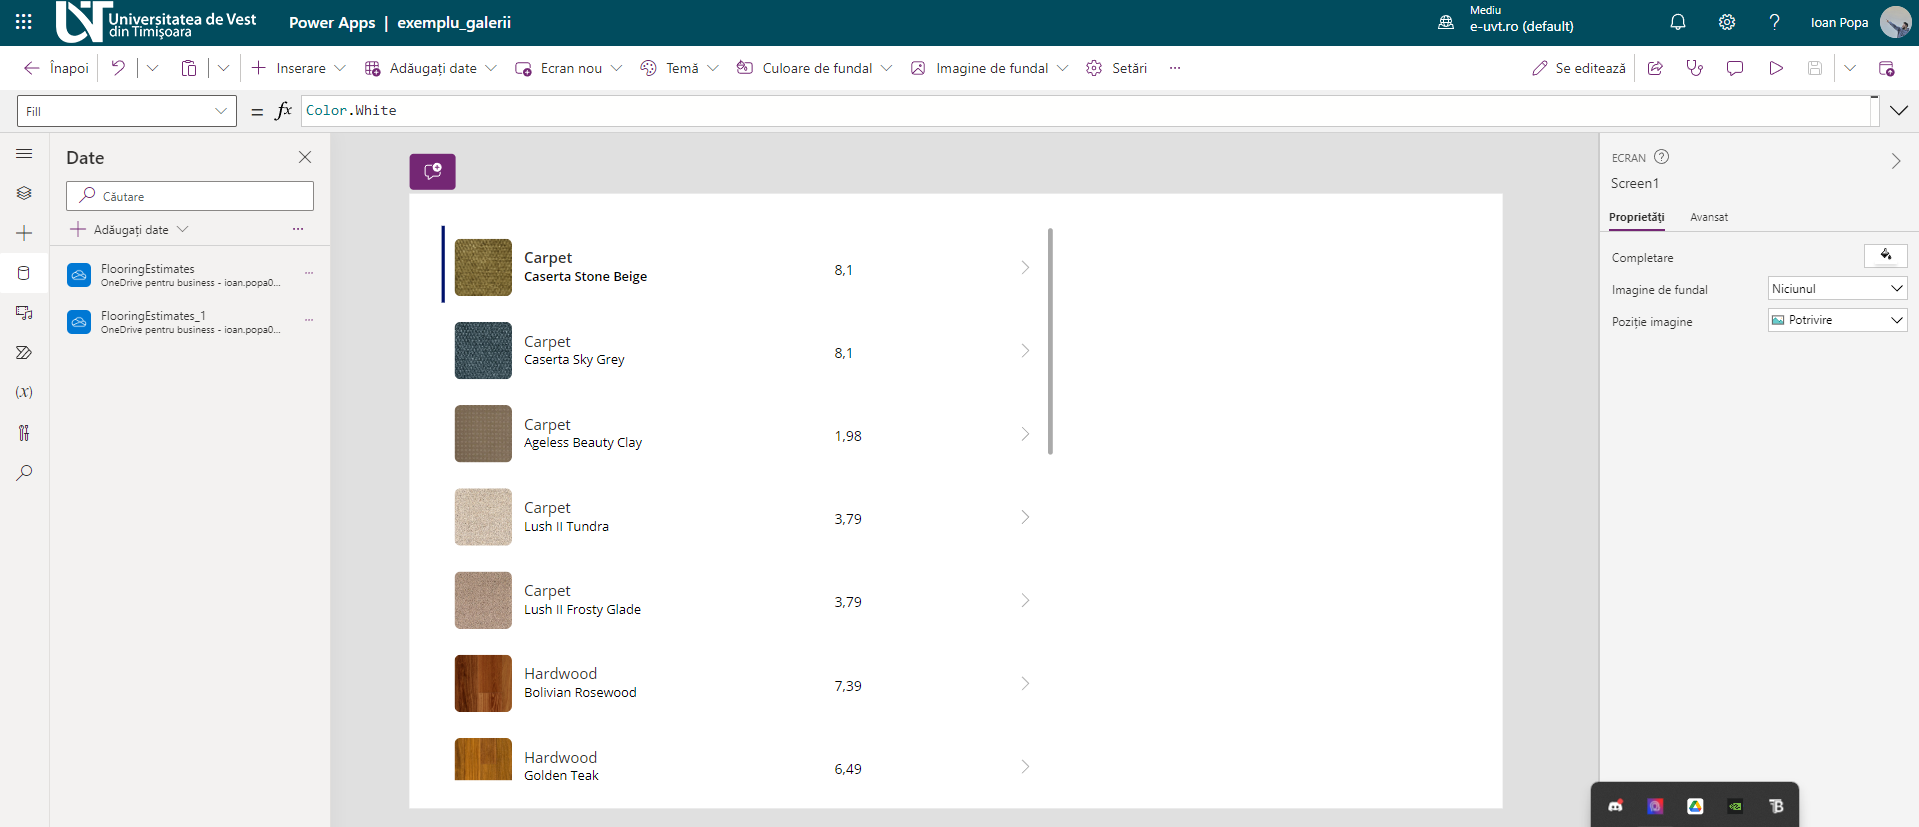 Universitatea de Vest
din Timișoara
Power Apps | exemplu_galerii
Mediu
e-uvt.ro (default)
Ioan Popa
Înapoi
Inserare
Adăugați date
Ecran nou
Temă
Culoare de fundal
Imagine de fundal
Setări
Se editează
Fill
= fx
Color.White
Date
Căutare
Adăugați date
FlooringEstimates
OneDrive pentru business - ioan.popa0...
FlooringEstimates_1
OneDrive pentru business - ioan.popa0...
Carpet
Caserta Stone Beige
8,1
Carpet
Caserta Sky Grey
8,1
Carpet
Ageless Beauty Clay
1,98
Carpet
Lush II Tundra
3,79
Carpet
Lush II Frosty Glade
3,79
Hardwood
Bolivian Rosewood
7,39
Hardwood
Golden Teak
6,49
ECRAN
Screen1
Proprietăți
Avansat
Completare
Imagine de fundal
Niciunul
Poziție imagine
Potrivire